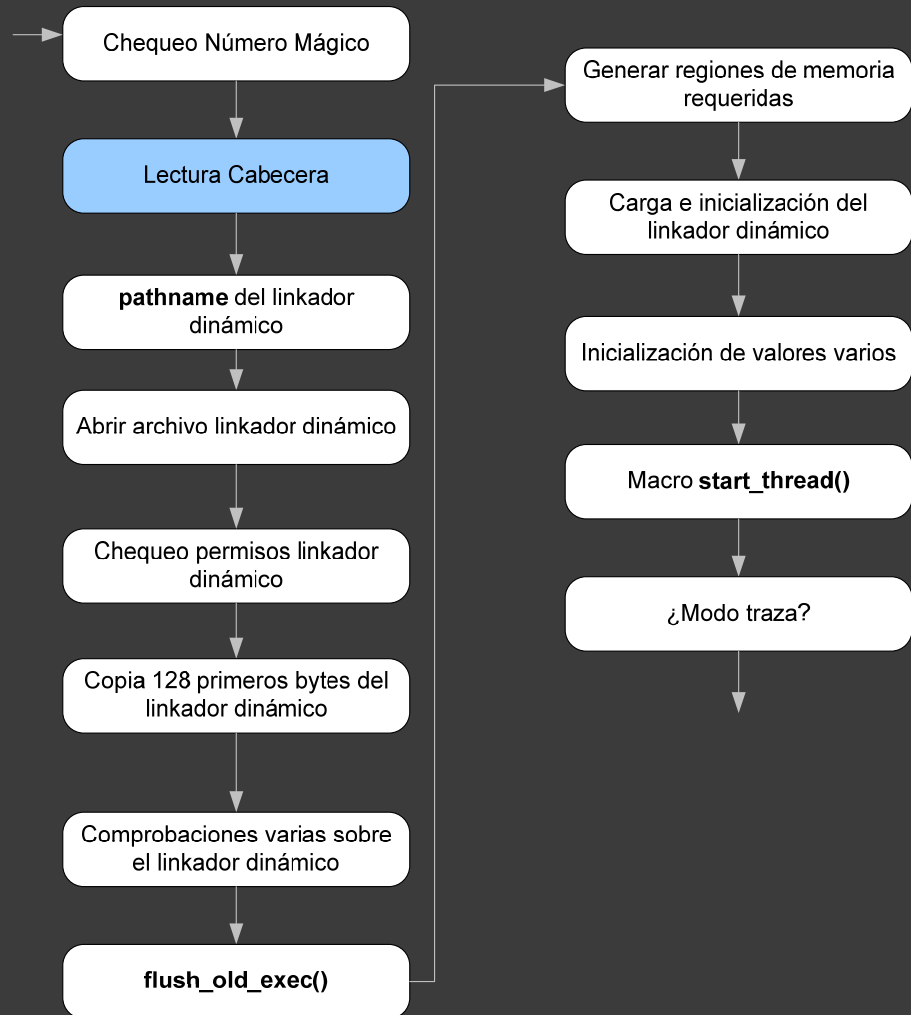 Chequeo Número Mágico
Lectura Cabecera
pathname del linkador
dinámico
Abrir archivo linkador dinámico
Chequeo permisos linkador
dinámico
Copia 128 primeros bytes del
linkador dinámico
Comprobaciones varias sobre
el linkador dinámico
flush_old_exec()
Generar regiones de memoria
requeridas
Carga e inicialización del
linkador dinámico
Inicialización de valores varios
Macro start_thread()
¿Modo traza?